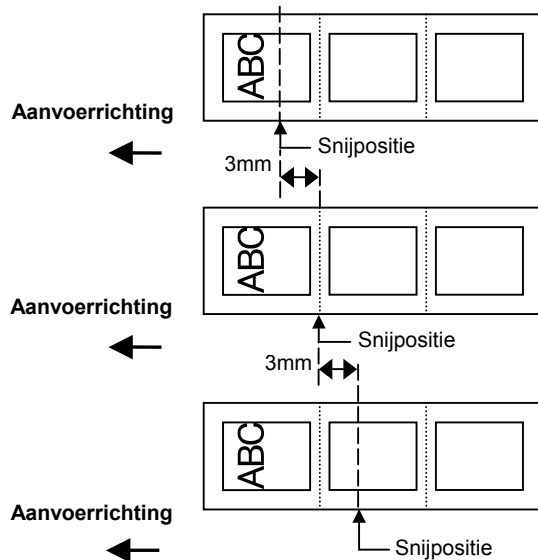 ABC
Aanvoerrichting
Snijpositie
3mm
ABC
Aanvoerrichting
Snijpositie
3mm
ABC
Aanvoerrichting
Snijpositie